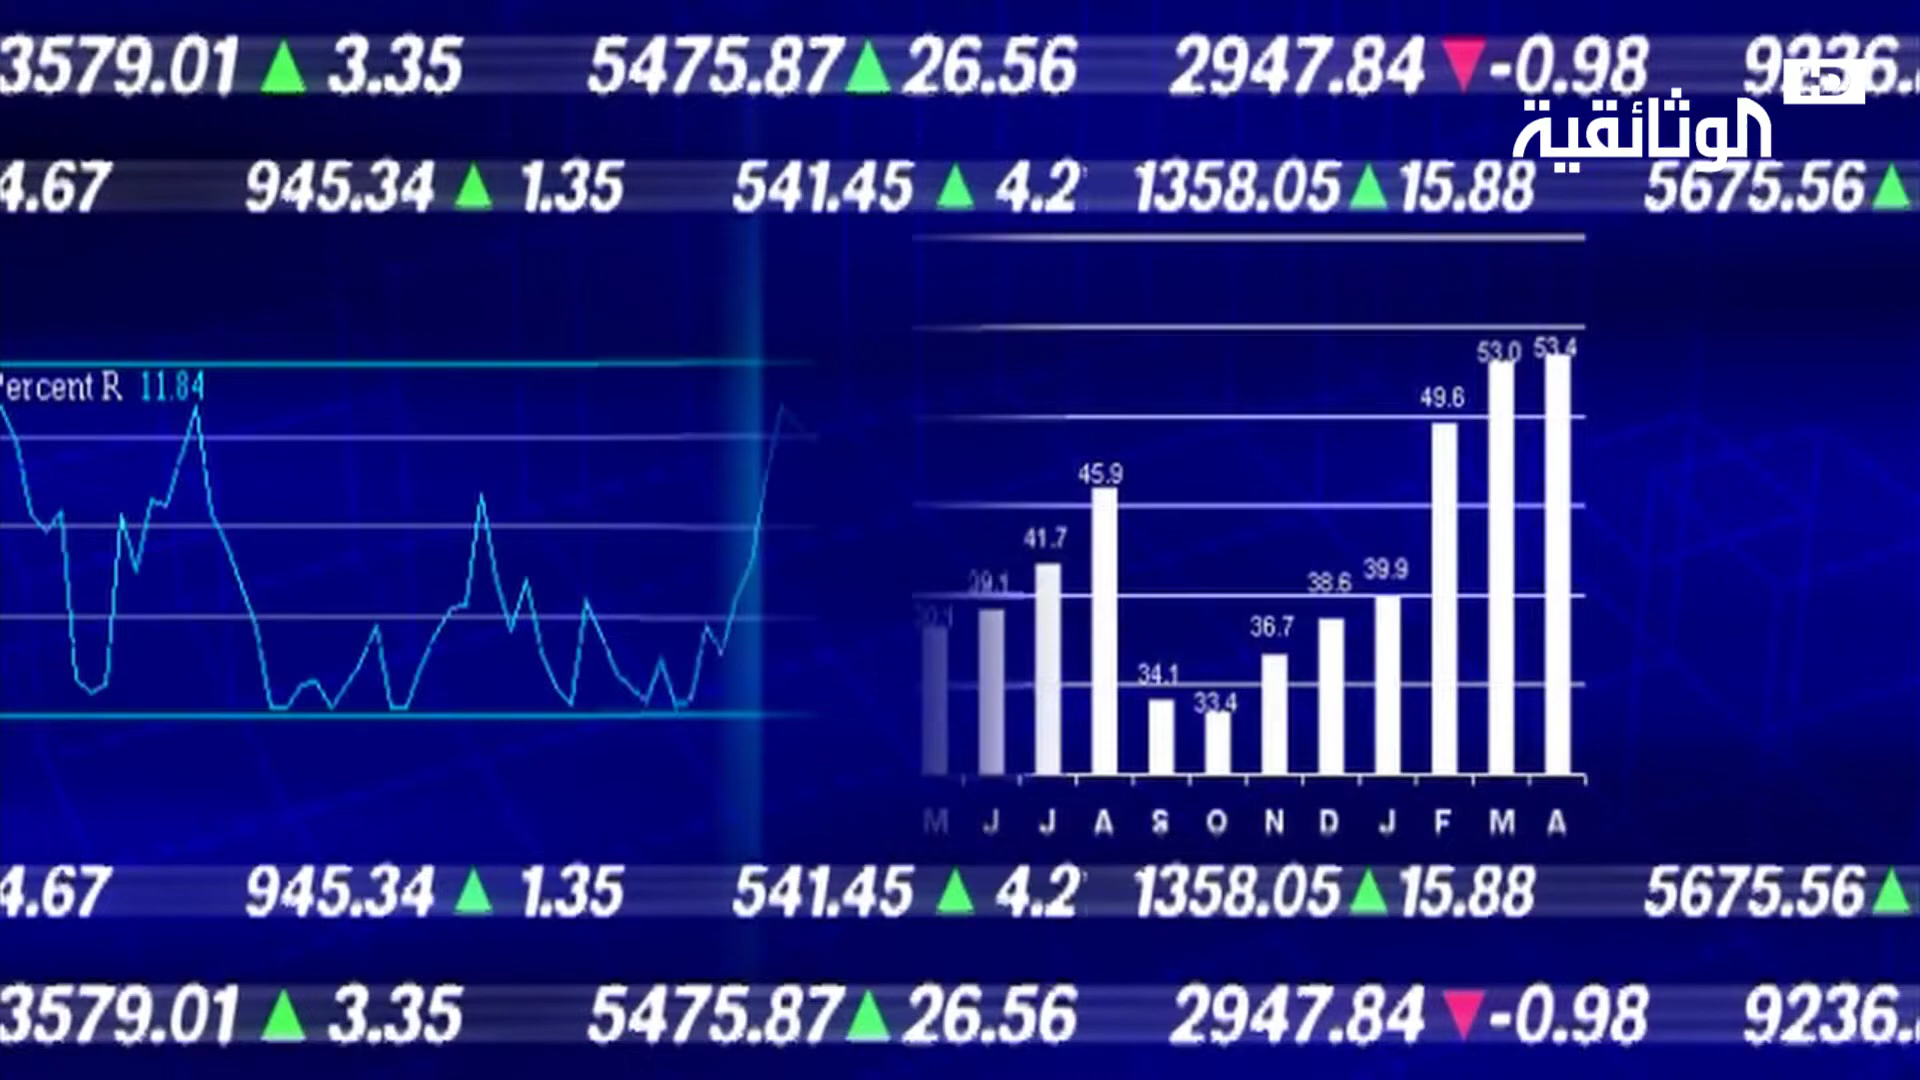 3579.01 ▲ 3.35 5475.87 ▲ 26.56 2947.84 ▼ -0.98 9236.
الوثائقية
4.67 945.34 ▲ 1.35 541.45 ▲ 4.2 1358.05 ▲ 15.88 5675.56 ▲
Percent R 11.84
53.0 53.4
49.6
45.9
41.7
39.1 38.6 39.9
36.7
34.1
33.4
M J J A S O N D J F M A
4.67 945.34 ▲ 1.35 541.45 ▲ 4.2 1358.05 ▲ 15.88 5675.56 ▲
3579.01 ▲ 3.35 5475.87 ▲ 26.56 2947.84 ▼ -0.98 9236.